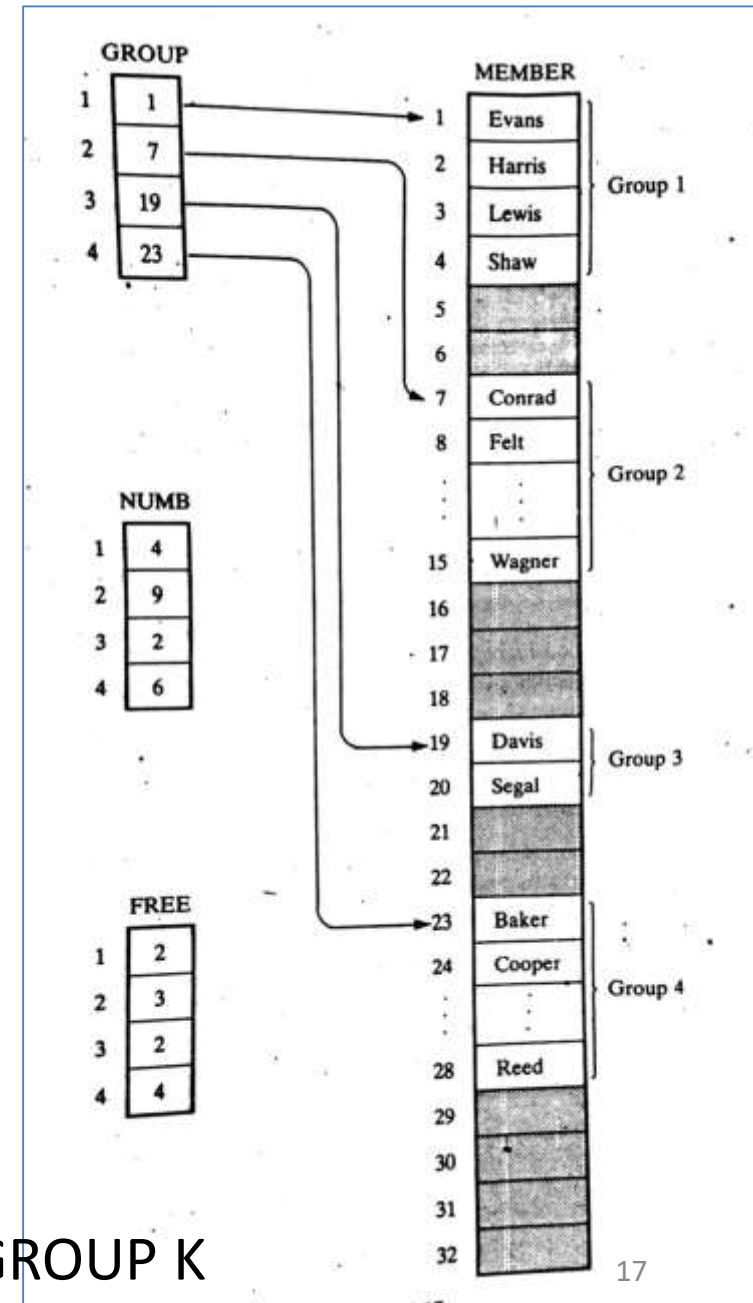 GROUP
1 1
2 7
3 19
4 23
NUMB
1 4
2 9
3 2
4 6
FREE
1 2
2 3
3 2
4 4
MEMBER
1 Evans
2 Harris
3 Lewis
4 Shaw
Group 1
5
6
7 Conrad
8 Felt
Group 2
15 Wagner
16
17
18
19 Davis
20 Segal
Group 3
21
22
23 Baker
24 Cooper
Group 4
28 Reed
29
30
31
32
GROUP K
17